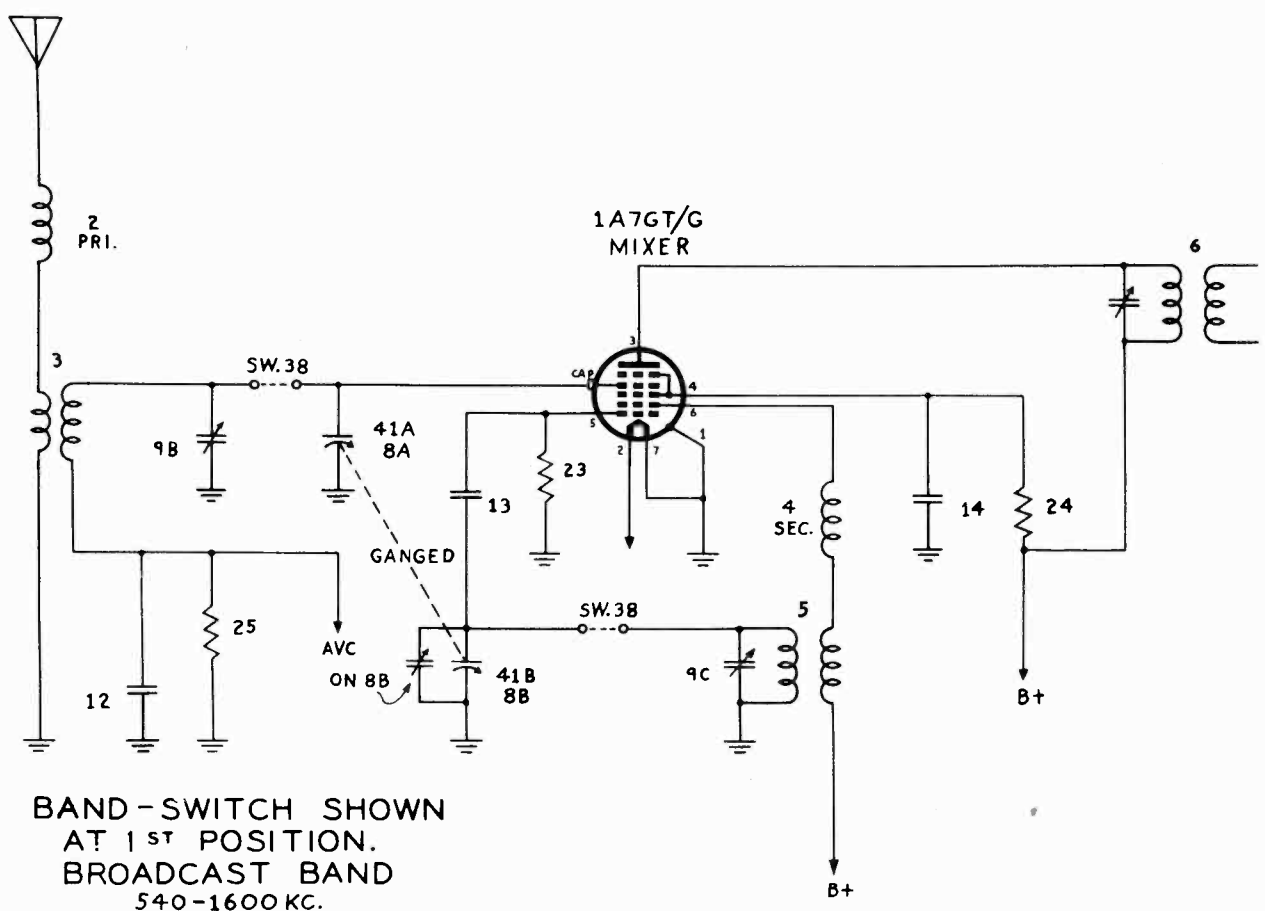 2
PRI.
1A7GT/G
MIXER
6
3
SW.38
CAP
3
4
6
5
2
7
1
9B
41A
8A
23
13
4
SEC.
14
24
GANGED
25
AVC
SW.38
5
ON 8B
41B
8B
9C
12
B+
B+
BAND-SWITCH SHOWN
AT 1ST POSITION.
BROADCAST BAND
540-1600 KC.